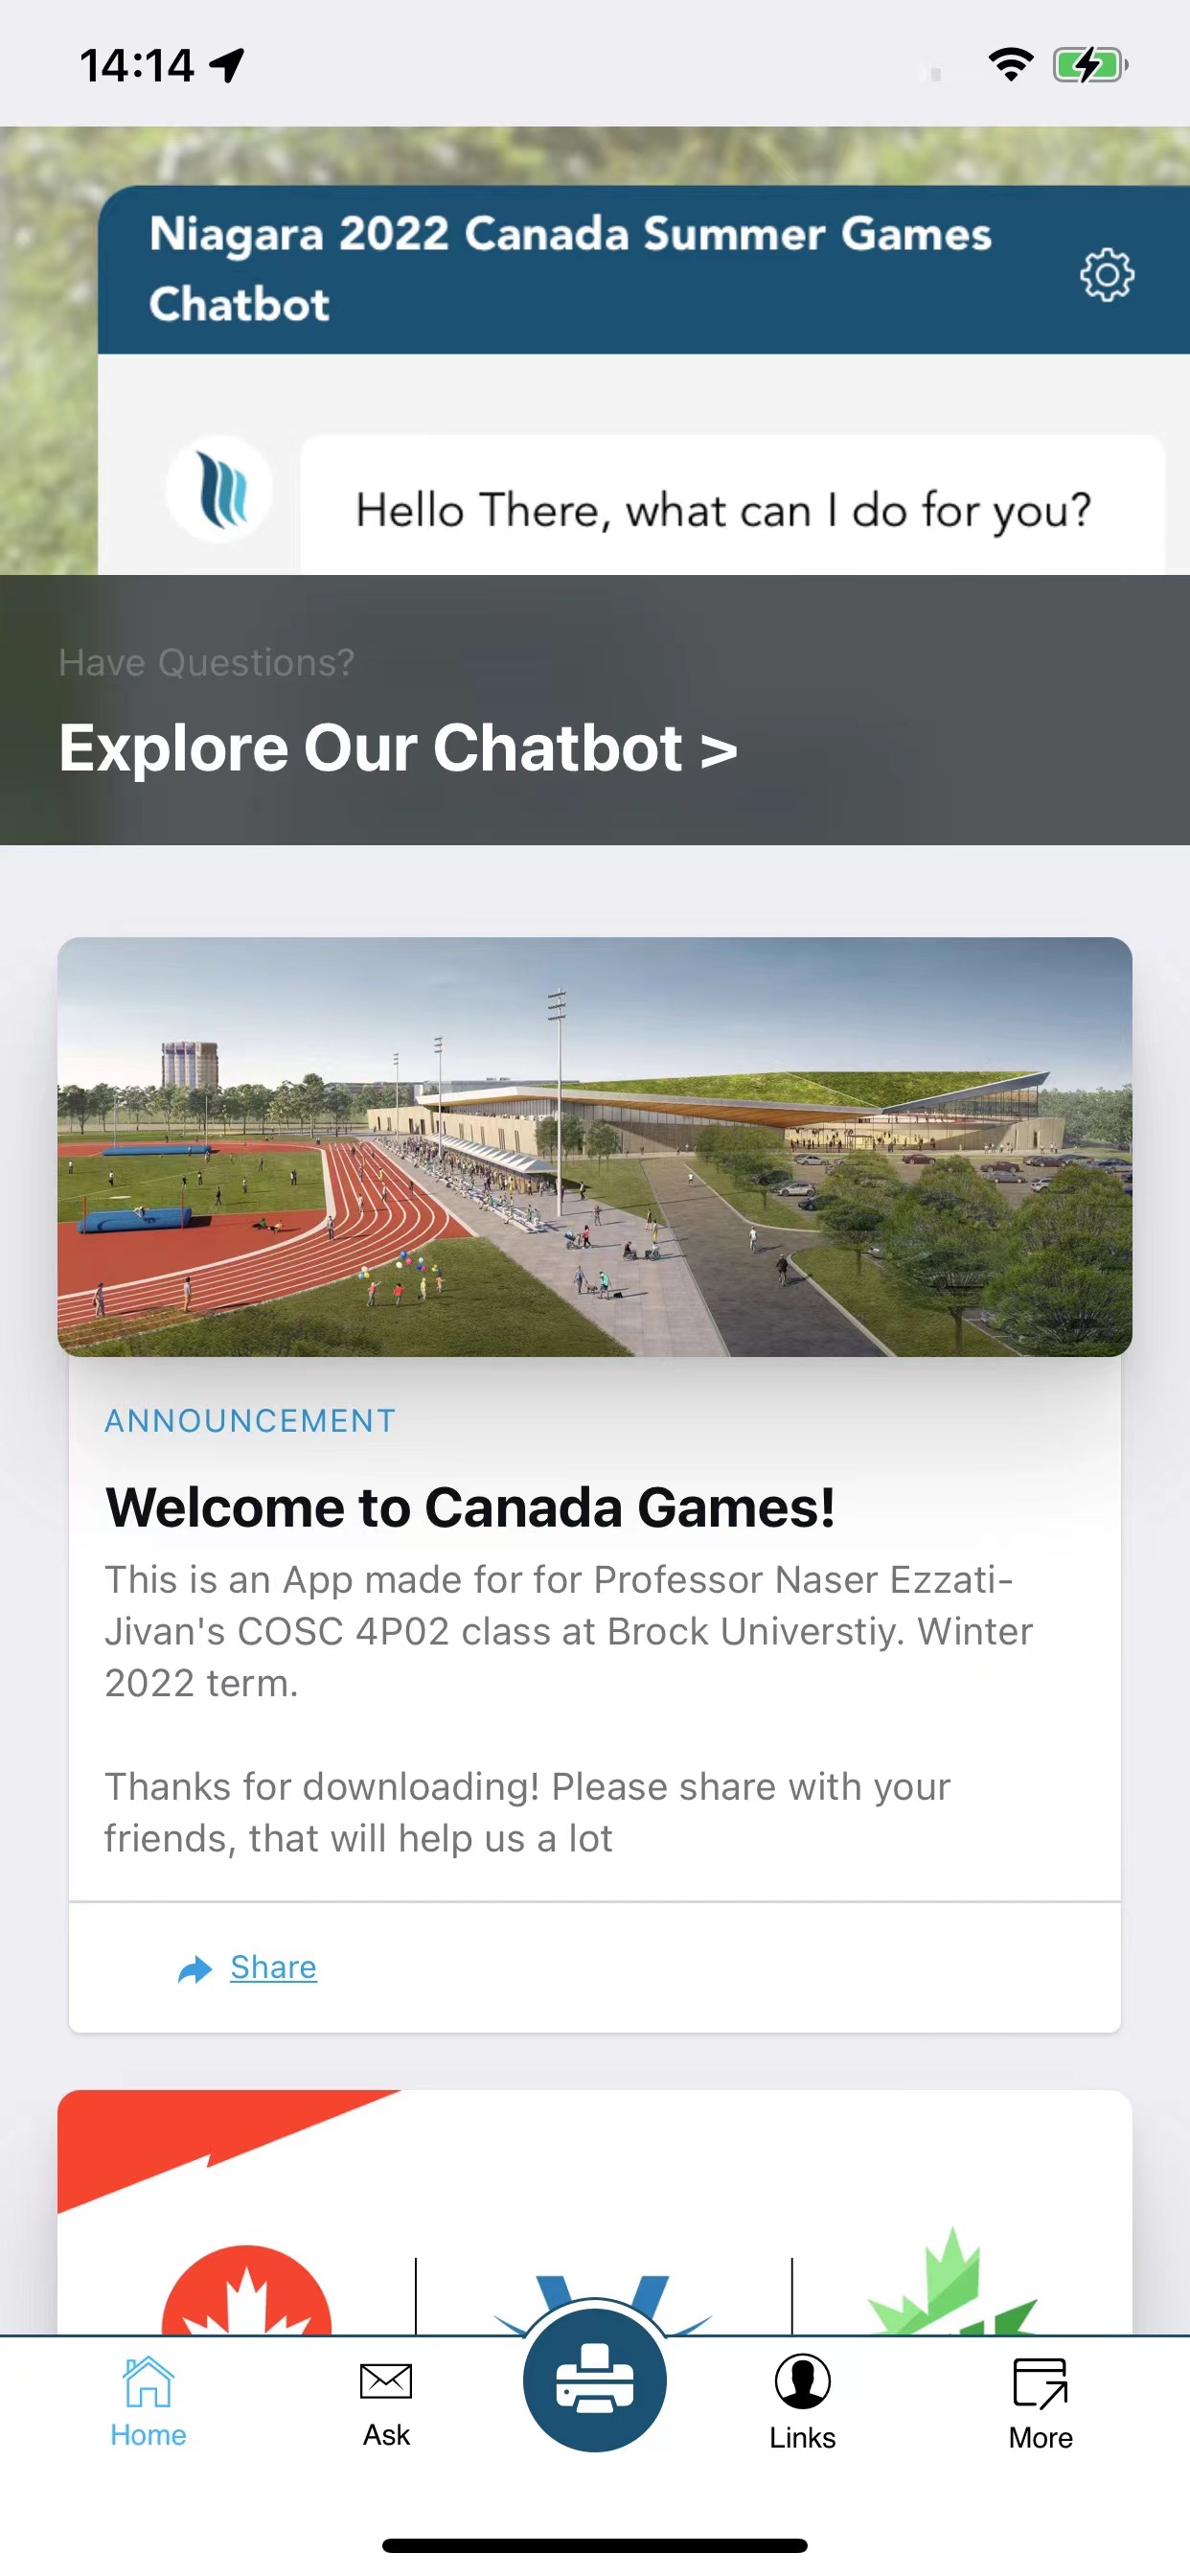 14:14
Niagara 2022 Canada Summer Games
Chatbot
Hello There, what can I do for you?
Have Questions?
Explore Our Chatbot >
ANNOUNCEMENT
Welcome to Canada Games!
This is an App made for for Professor Naser Ezzati-
Jivan's COSC 4P02 class at Brock Universtiy. Winter
2022 term.
Thanks for downloading! Please share with your
friends, that will help us a lot
Share
Home
Ask
Links
More